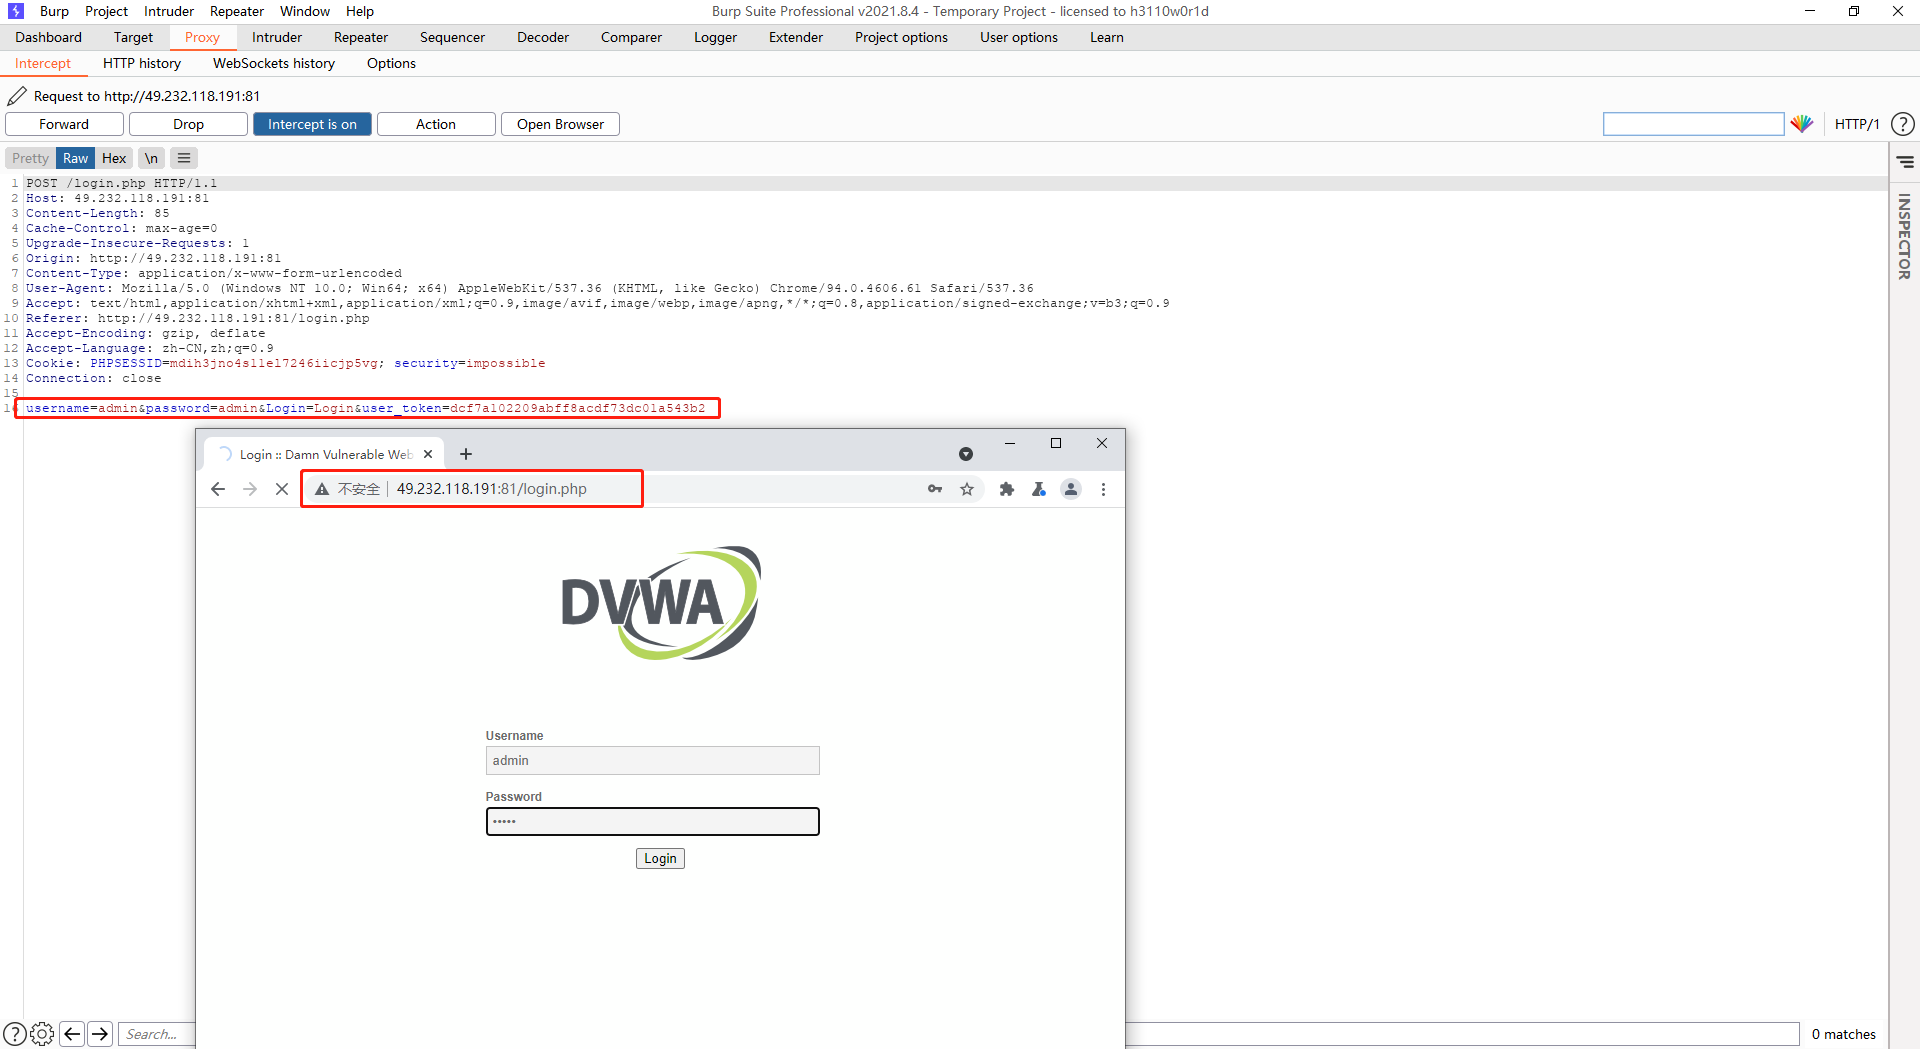 Burp Project Intruder Repeater Window Help
Burp Suite Professional v2021.8.4 - Temporary Project - licensed to h3110w0r1d
Dashboard Target Proxy Intruder Repeater Sequencer Decoder Comparer Logger Extender Project options User options Learn
Intercept HTTP history WebSockets history Options
Request to http://49.232.118.191:81
Forward Drop Intercept is on Action Open Browser HTTP/1 ?
Pretty Raw Hex \n
INSPECTOR
1 POST /login.php HTTP/1.1
2 Host: 49.232.118.191:81
3 Content-Length: 85
4 Cache-Control: max-age=0
5 Upgrade-Insecure-Requests: 1
6 Origin: http://49.232.118.191:81
7 Content-Type: application/x-www-form-urlencoded
8 User-Agent: Mozilla/5.0 (Windows NT 10.0; Win64; x64) AppleWebKit/537.36 (KHTML, like Gecko) Chrome/94.0.4606.61 Safari/537.36
9 Accept: text/html,application/xhtml+xml,application/xml;q=0.9,image/avif,image/webp,image/apng,*/*;q=0.8,application/signed-exchange;v=b3;q=0.9
10 Referer: http://49.232.118.191:81/login.php
11 Accept-Encoding: gzip, deflate
12 Accept-Language: zh-CN,zh;q=0.9
13 Cookie: PHPSESSID=mdih3jno4sllel7246iicjp5vg; security=impossible
14 Connection: close
15
16 username=admin&password=admin&Login=Login&user_token=dcf7a102209abff8acdf73dc01a543b2
Login :: Damn Vulnerable Web
不安全 49.232.118.191:81/login.php
DVWA
Username
admin
Password
•••••
Login
? Search... 0 matches